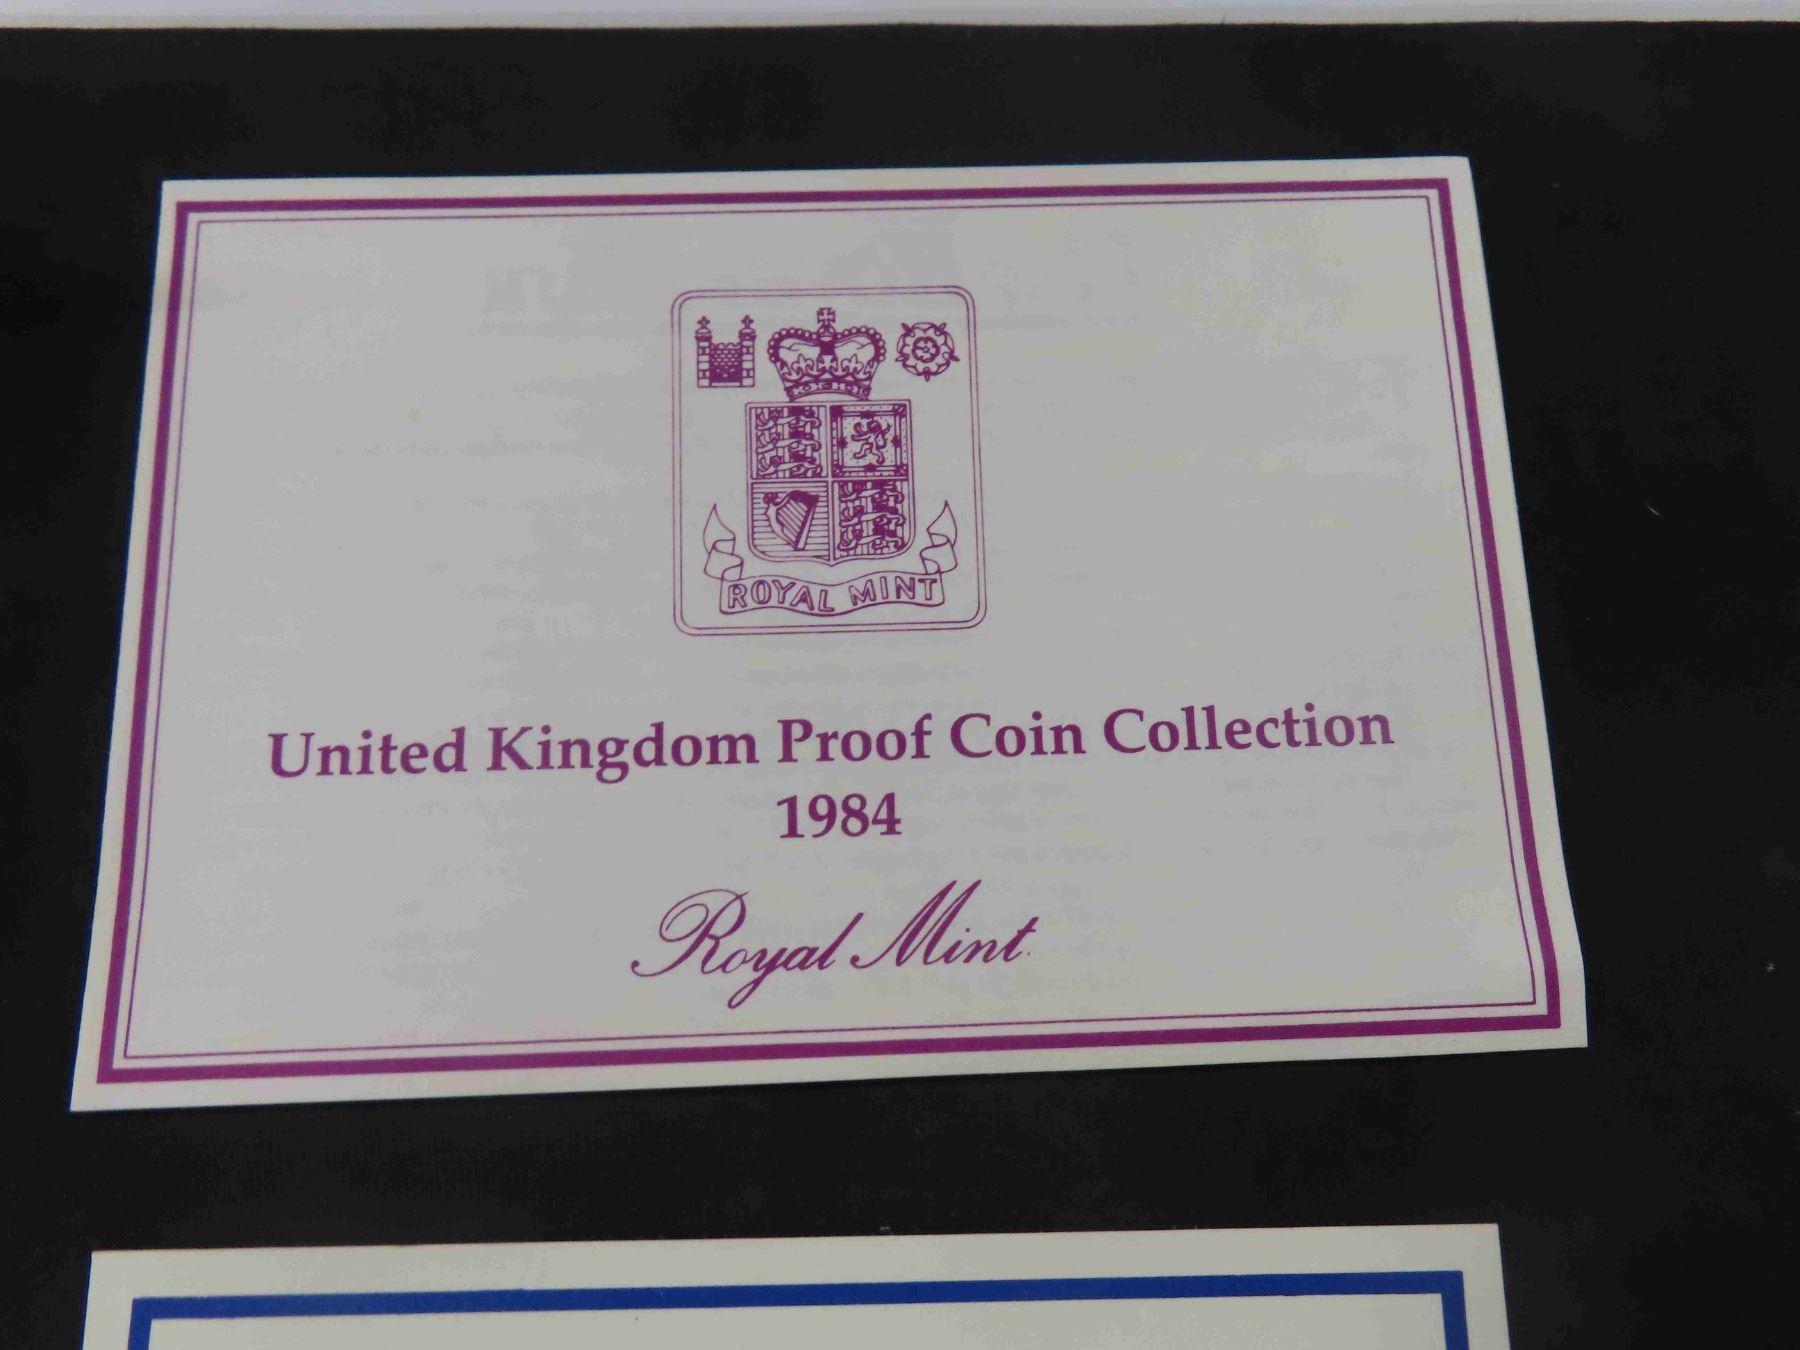 ROYAL MINT
United Kingdom Proof Coin Collection
1984
Royal Mint